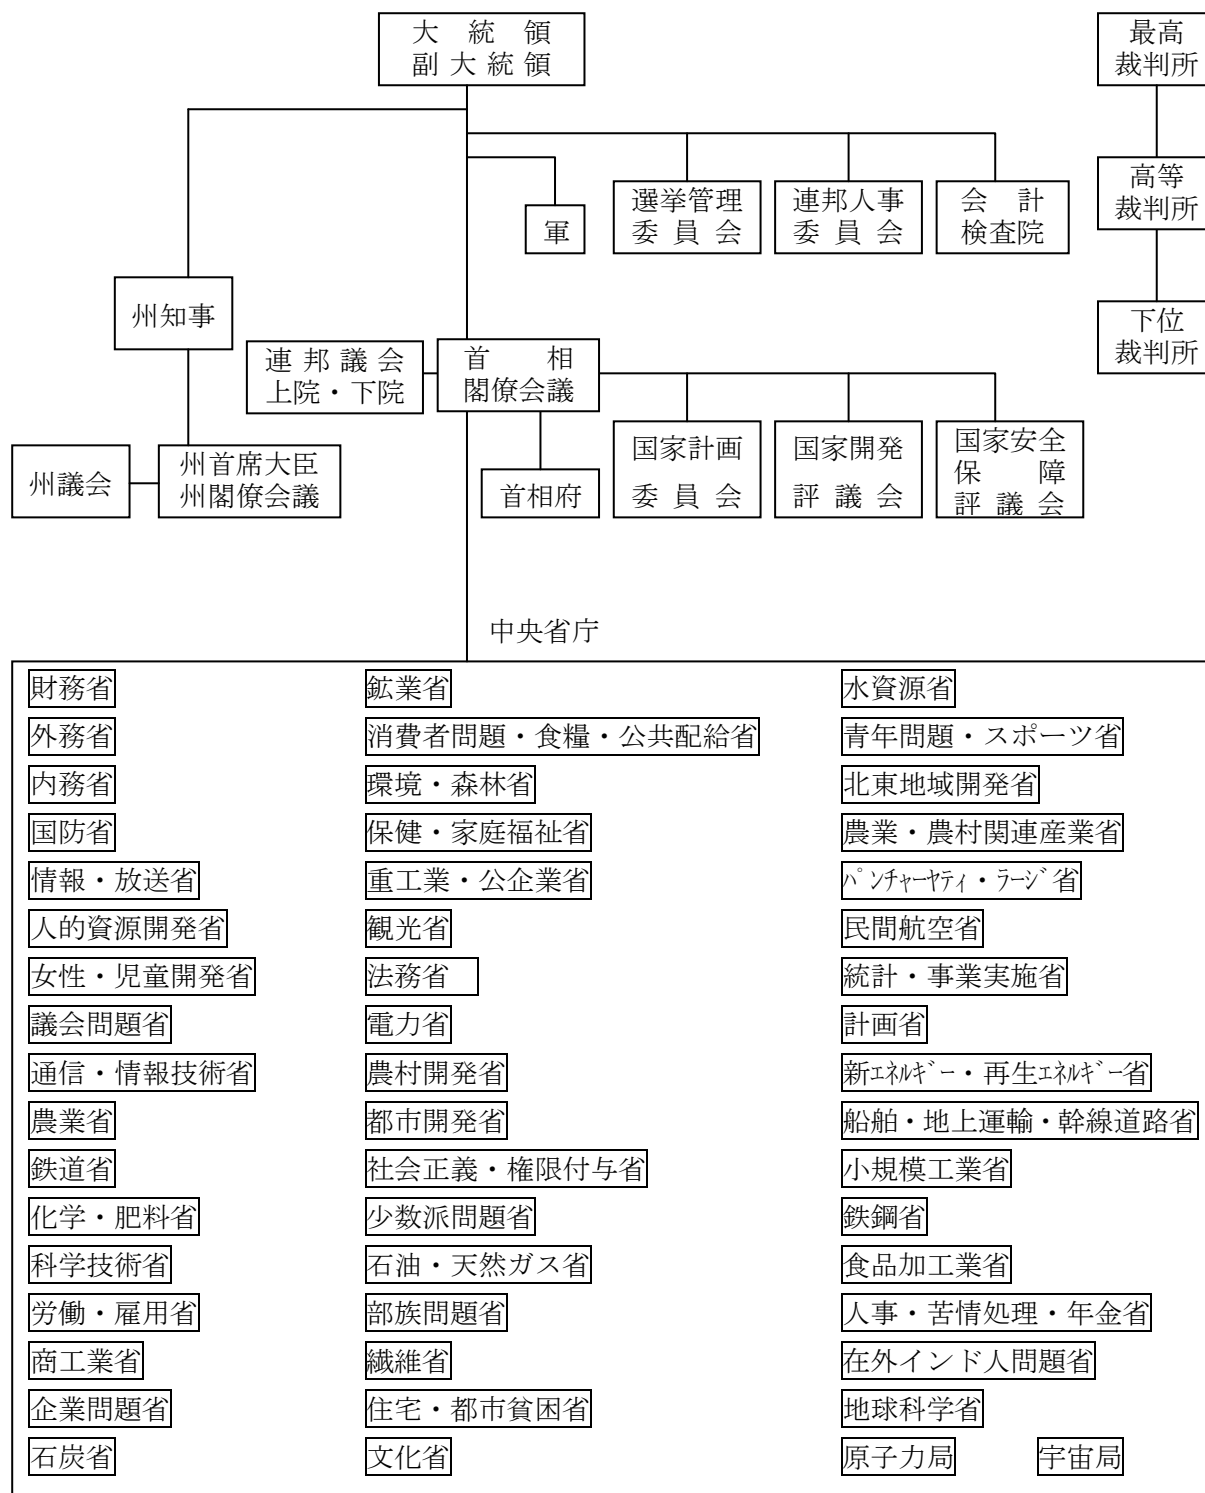 大統領
副大統領
最高
裁判所
軍
選挙管理
委員会
連邦人事
委員会
会計
検査院
高等
裁判所
州知事
下位
裁判所
連邦議会
上院・下院
首相
閣僚会議
州議会
州首席大臣
州閣僚会議
首相府
国家計画
委員会
国家開発
評議会
国家安全
保障
評議会
中央省庁
財務省
外務省
内務省
国防省
情報・放送省
人的資源開発省
女性・児童開発省
議会問題省
通信・情報技術省
農業省
鉄道省
化学・肥料省
科学技術省
労働・雇用省
商工業省
企業問題省
石炭省
鉱業省
消費者問題・食糧・公共配給省
環境・森林省
保健・家庭福祉省
重工業・公企業省
観光省
法務省
電力省
農村開発省
都市開発省
社会正義・権限付与省
少数派問題省
石油・天然ガス省
部族問題省
繊維省
住宅・都市貧困省
文化省
水資源省
青年問題・スポーツ省
北東地域開発省
農業・農村関連産業省
パンチャーヤティ・ラージ省
民間航空省
統計・事業実施省
計画省
新エネルギー・再生エネルギー省
船舶・地上運輸・幹線道路省
小規模工業省
鉄鋼省
食品加工業省
人事・苦情処理・年金省
在外インド人問題省
地球科学省
原子力局
宇宙局